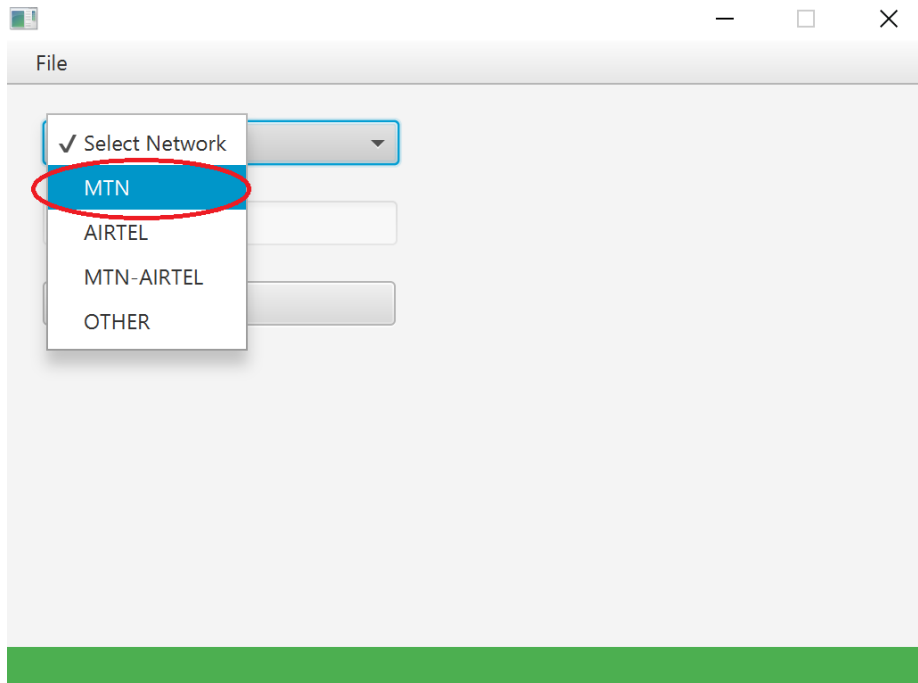 File
Select Network
MTN
AIRTEL
MTN-AIRTEL
OTHER